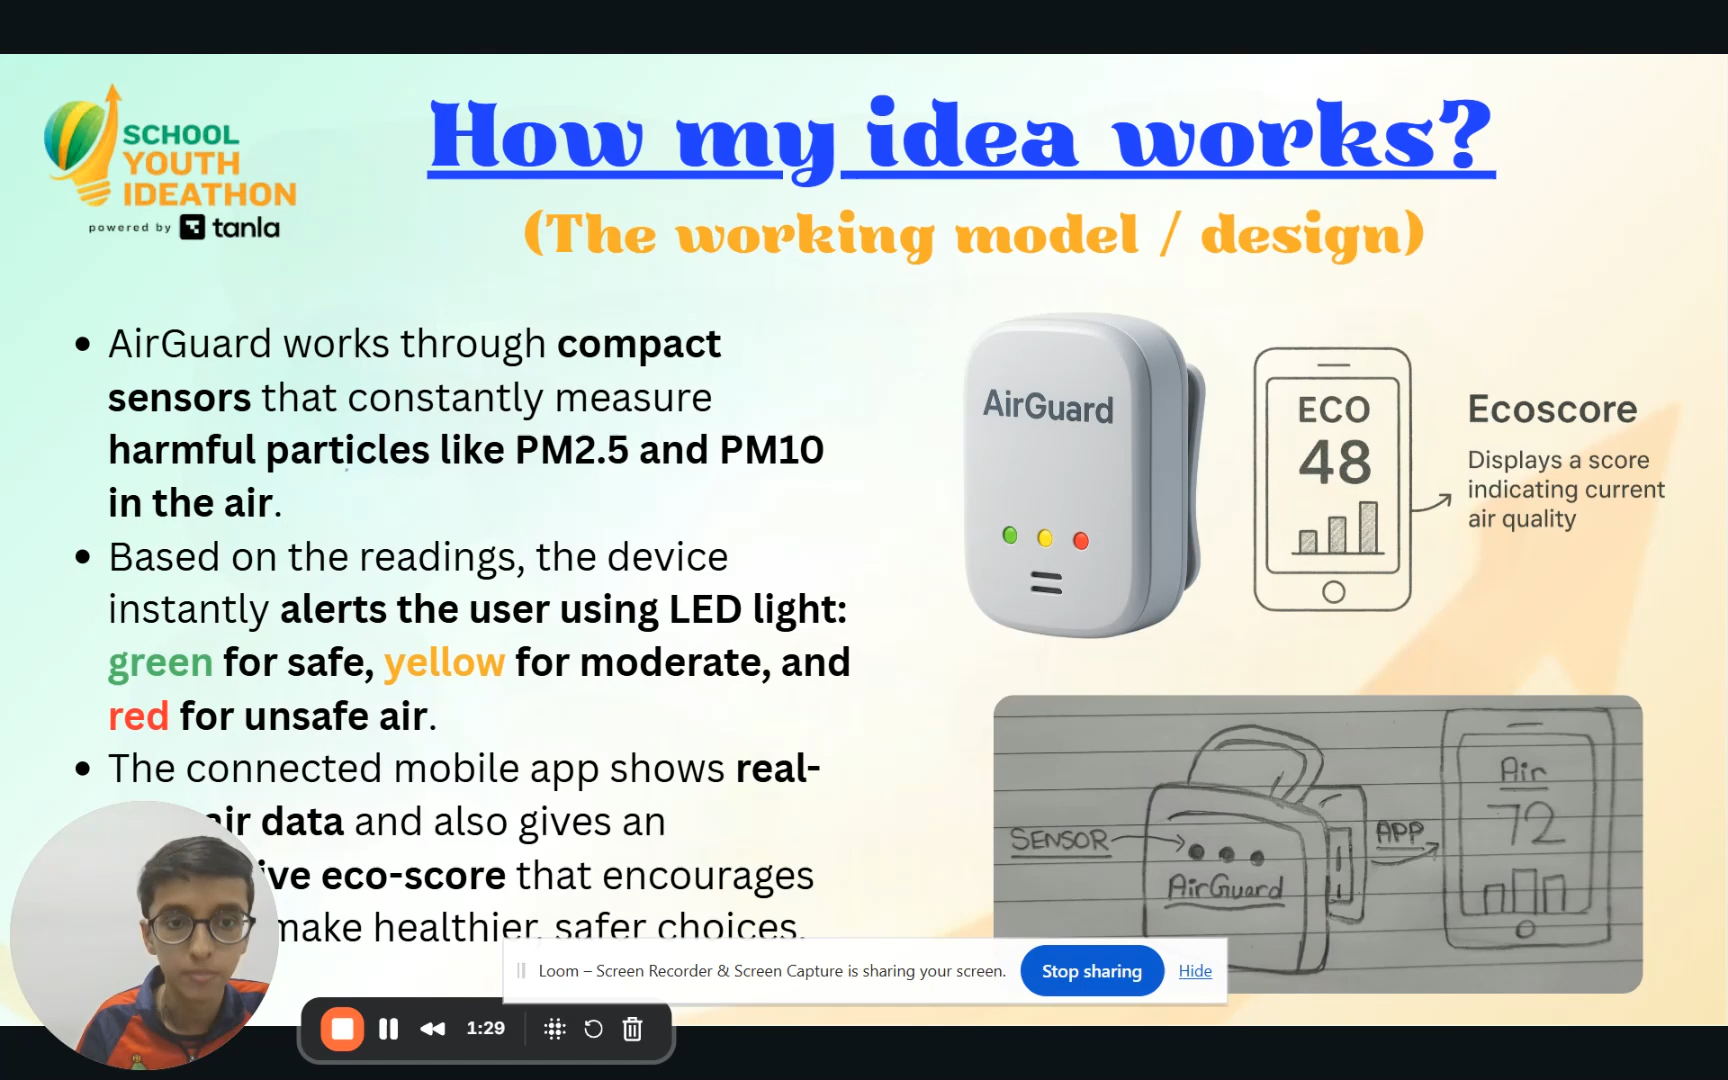 SCHOOL
YOUTH
IDEATHON
powered by tanla
How my idea works?
(The working model / design)
• AirGuard works through compact
sensors that constantly measure
harmful particles like PM2.5 and PM10
in the air.
• Based on the readings, the device
instantly alerts the user using LED light:
green for safe, yellow for moderate, and
red for unsafe air.
• The connected mobile app shows real-
air data and also gives an
eco-score that encourages
make healthier, safer choices.
AirGuard
ECO
48
Ecoscore
Displays a score
indicating current
air quality
SENSOR
AirGuard
APP
Air
72
Loom – Screen Recorder & Screen Capture is sharing your screen.
Stop sharing
Hide
1:29